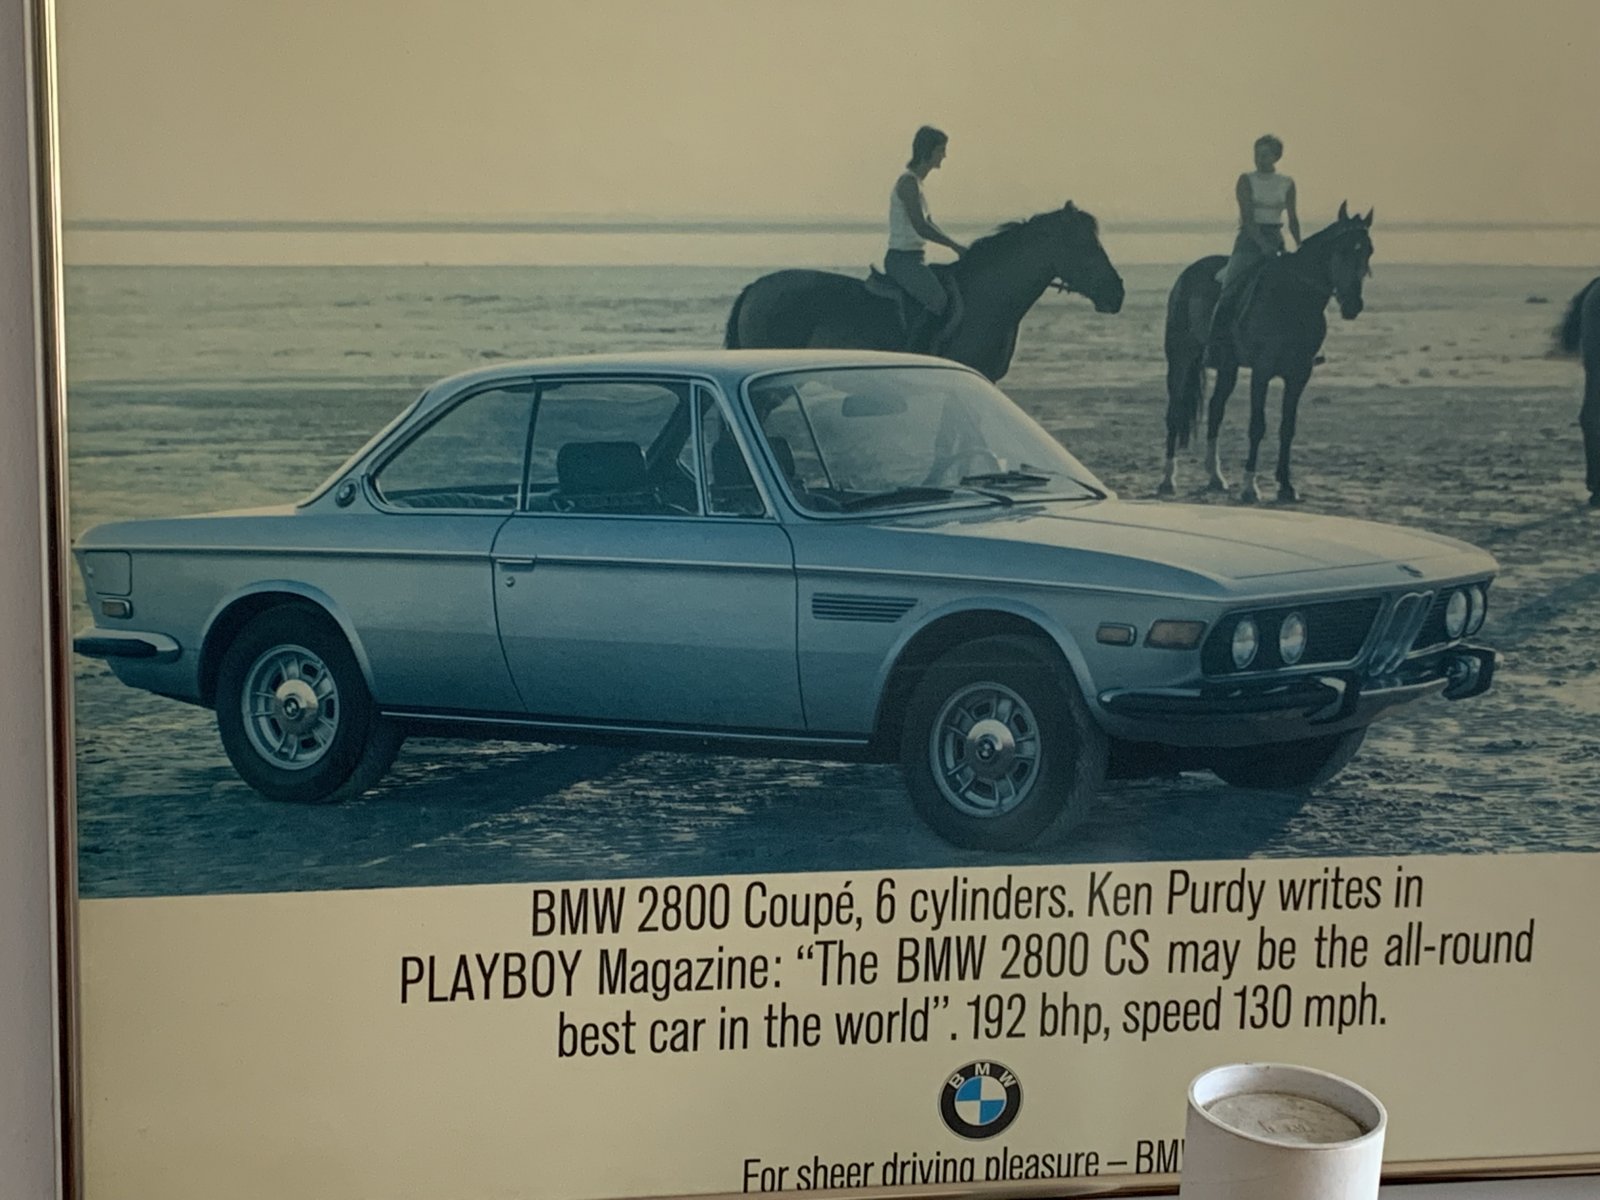 BMW 2800 Coupé, 6 cylinders. Ken Purdy writes in
PLAYBOY Magazine: “The BMW 2800 CS may be the all-round
best car in the world”. 192 bhp, speed 130 mph.
BMW
For sheer driving pleasure – BMW